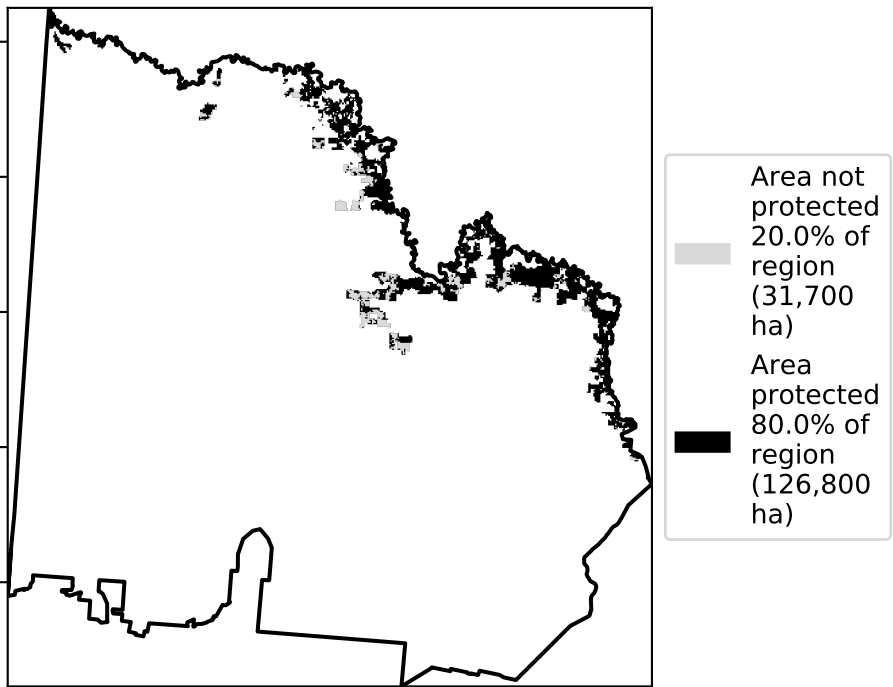 Area not
protected
20.0% of
region
(31,700
ha)
Area
protected
80.0% of
region
(126,800
ha)